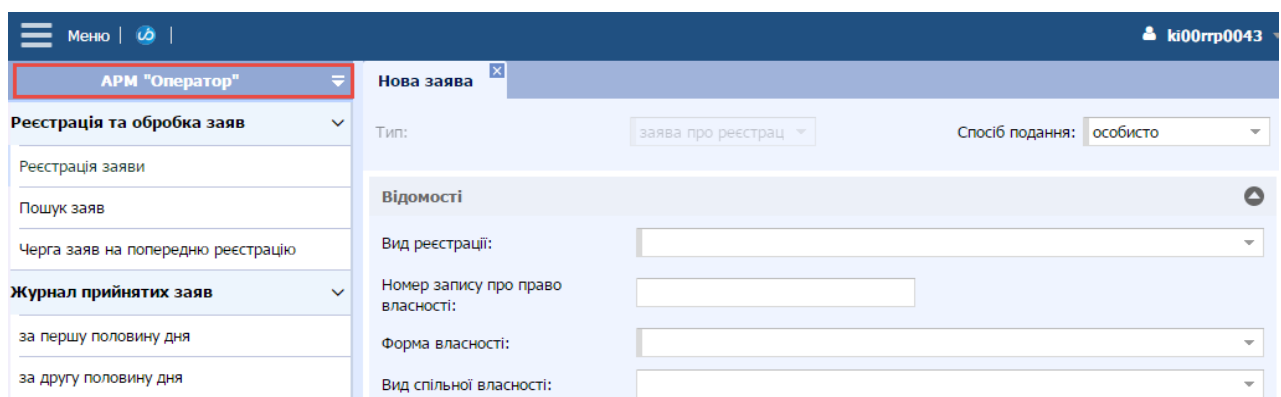 Меню | |
ki00rrp0043
АРМ "Оператор"
Нова заява
Реєстрація та обробка заяв
Тип:
заява про реєстрац
Спосіб подання:
особисто
Реєстрація заяви
Відомості
Пошук заяв
Вид реєстрації:
Черга заяв на попередню реєстрацію
Журнал прийнятих заяв
Номер запису про право
власності:
за першу половину дня
Форма власності:
за другу половину дня
Вид спільної власності: